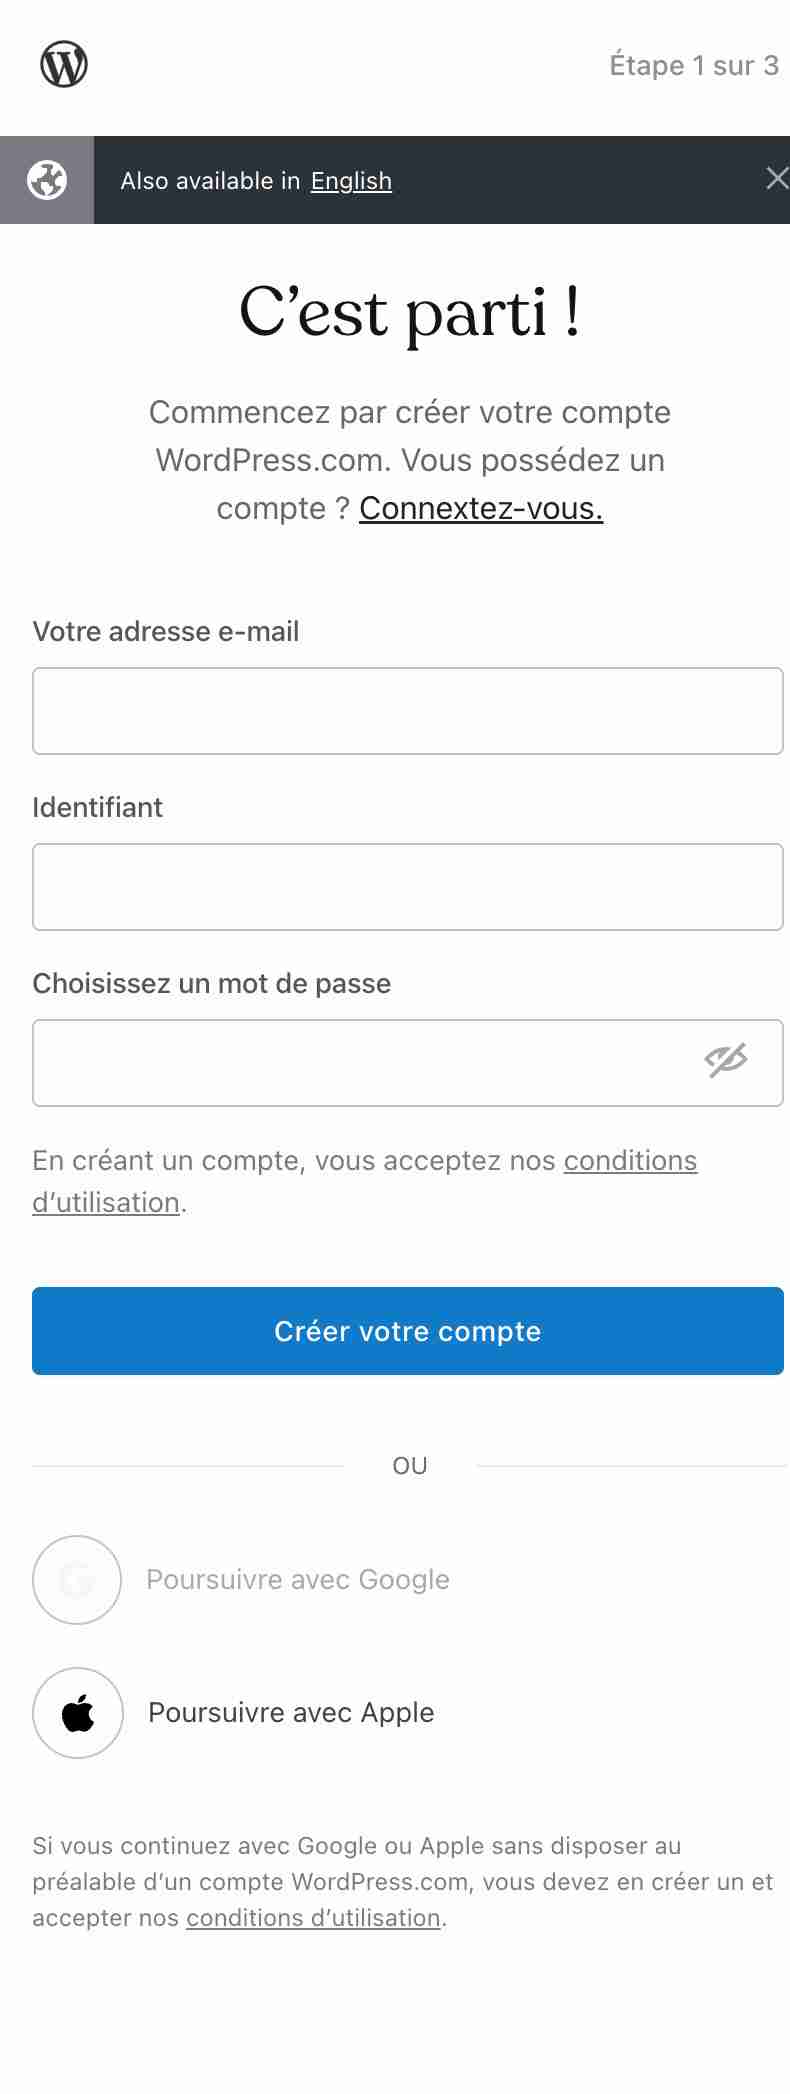 Étape 1 sur 3
Also available in English
C’est parti !
Commencez par créer votre compte
WordPress.com. Vous possédez un
compte ? Connextez-vous.
Votre adresse e-mail
Identifiant
Choisissez un mot de passe
En créant un compte, vous acceptez nos conditions
d’utilisation.
Créer votre compte
OU
Poursuivre avec Google
Poursuivre avec Apple
Si vous continuez avec Google ou Apple sans disposer au
préalable d’un compte WordPress.com, vous devez en créer un et
accepter nos conditions d’utilisation.